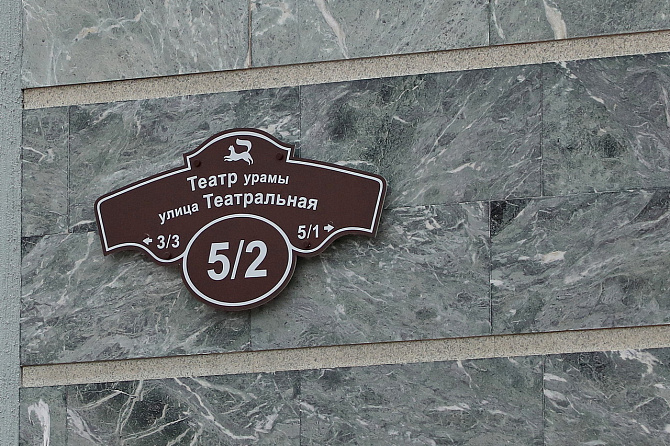 Театр урамы
улица Театральная
← 3/3
5/1 →
5/2